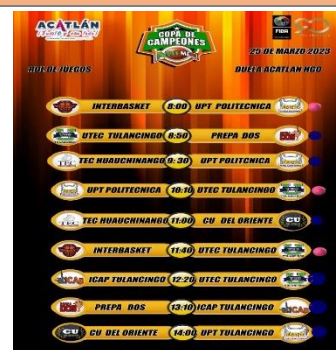 ACATLÁN
COPA DE
CAMPEONES
FIBA
25 DE MARZO 2023
ROL DE JUEGOS
DUELA ACATLAN HGO
INTERBASKET 8:00 UPT POLITECNICA
UTEC TULANCINGO 8:50 PREPA DOS
TEC HUAUCHINANGO 9:30 UPT POLITCNICA
UPT POLITECNICA 10:10 UTEC TULANCINGO
TEC HUAUCHINANGO 11:00 CU DEL ORIENTE
INTERBASKET 11:40 UTEC TULANCINGO
ICAP TULANCINGO 12:20 UTEC TULANCINGO
PREPA DOS 13:10 ICAP TULANCINGO
CU DEL ORIENTE 14:00 UPT TULANCINGO